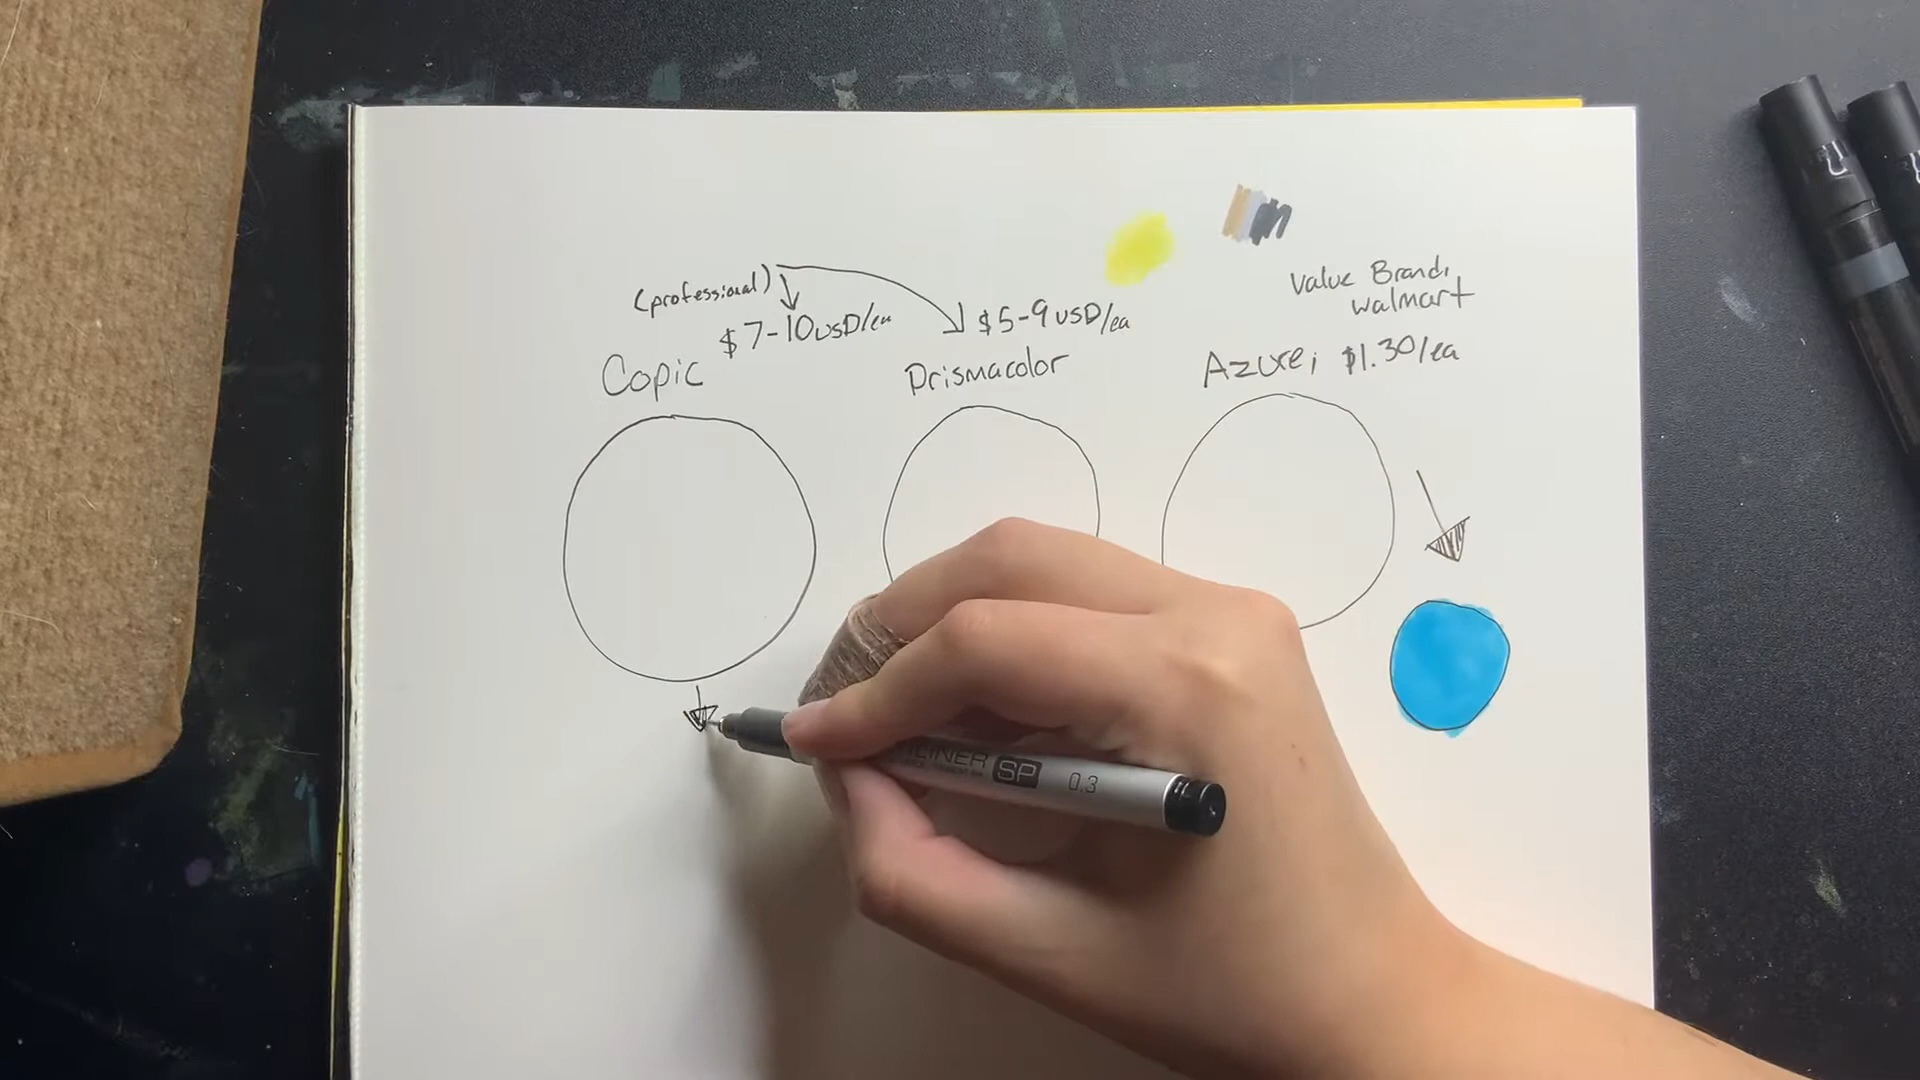 (professional)
$7-10USD/ea
Copic
$5-9USD/ea
Prismacolor
Value Brand,
Walmart
Azure, $1.30/ea
LINER SP 0.3